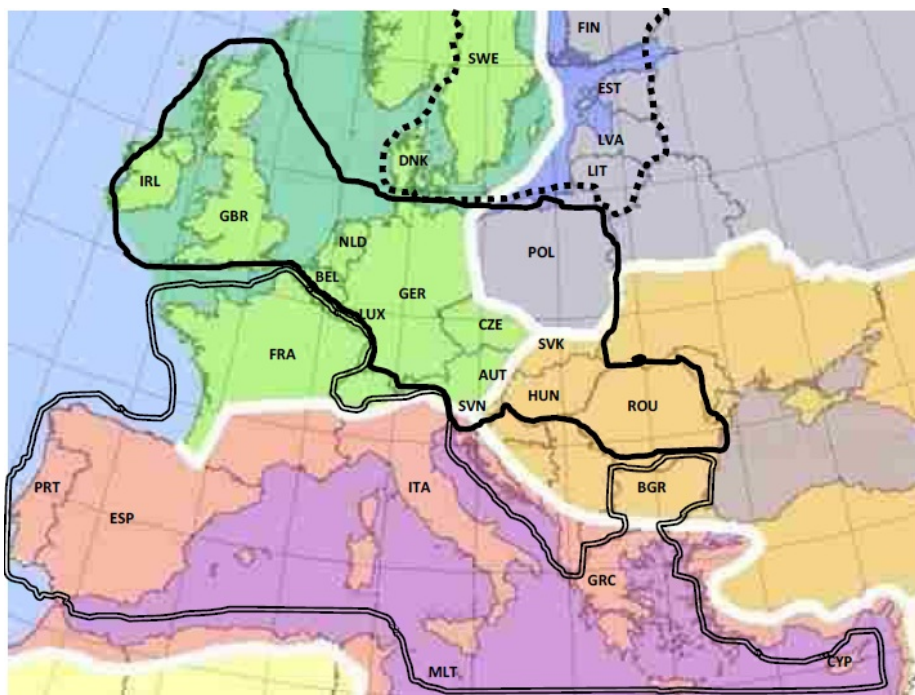 FIN
SWE
EST
LVA
DNK
LIT
IRL
GBR
NLD
POL
BEL
GER
LUX
CZE
FRA
SVK
AUT
HUN
SVN
ROU
PRT
ITA
BGR
ESP
GRC
MLT
CYP